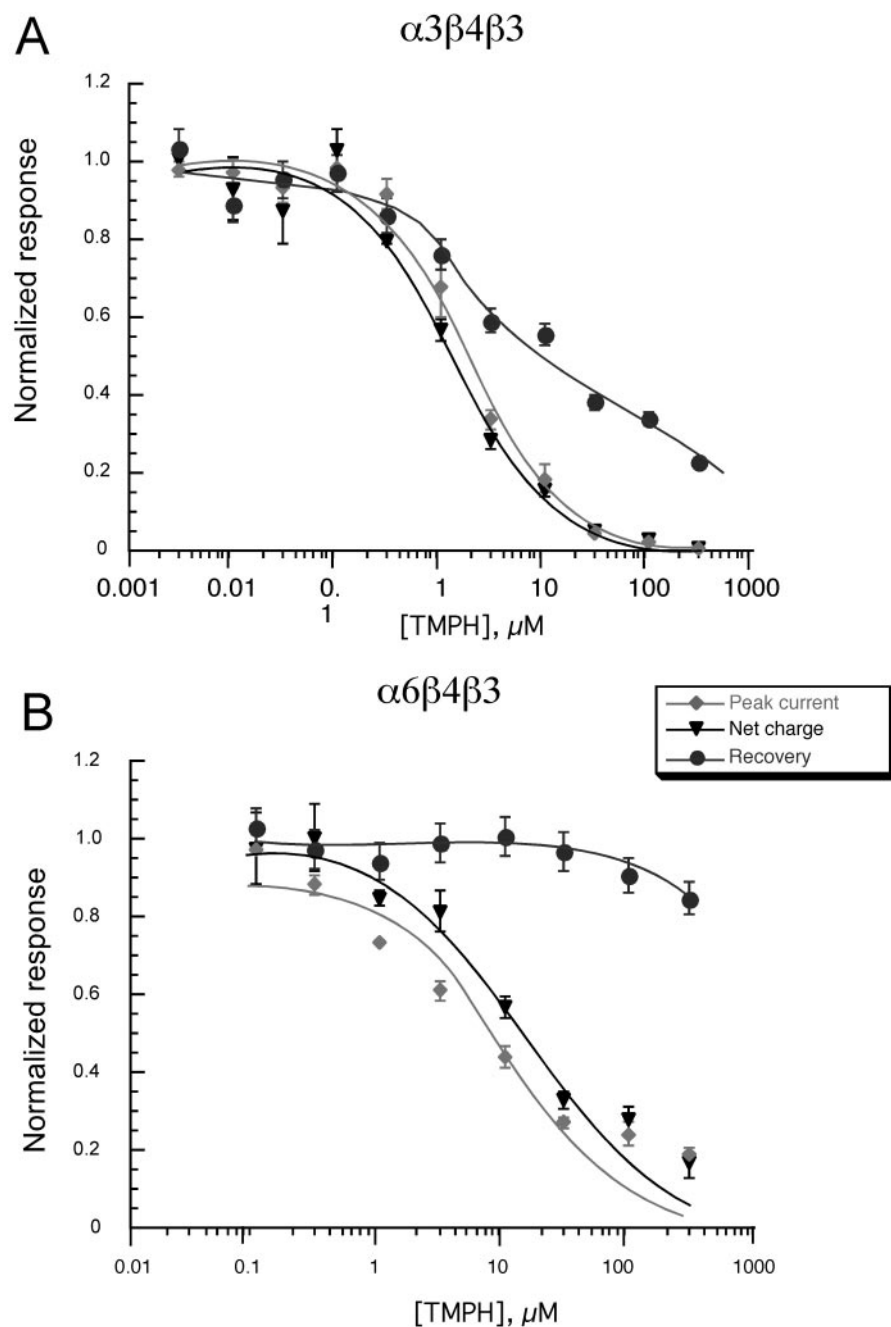 A
α3β4β3
1.2
1.0
0.8
0.6
0.4
0.2
0
Normalized response
0.001 0.01 0. 1 10 100 1000
1
[TMPH], µM
B
α6β4β3
Peak current
Net charge
Recovery
1.2
1.0
0.8
0.6
0.4
0.2
0
Normalized response
0.01 0.1 1 10 100 1000
[TMPH], µM